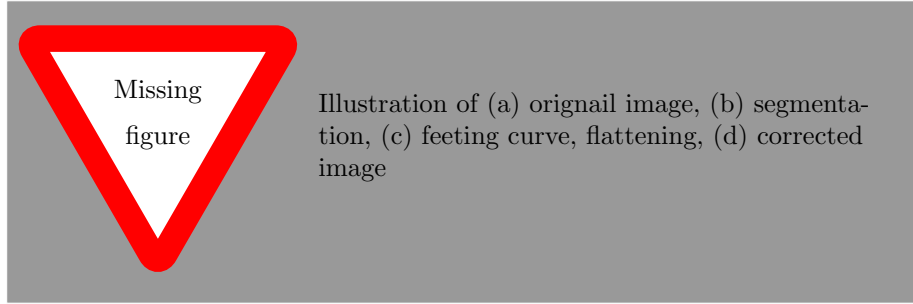 Missing
figure
Illustration of (a) orignail image, (b) segmenta-
tion, (c) feeting curve, flattening, (d) corrected
image